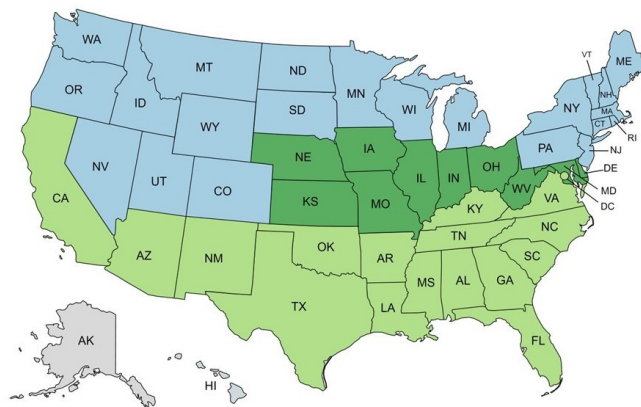 WA
MT
ND
MN
VT
ME
OR
ID
SD
WI
MI
NY
NH
MA
CT
RI
WY
NV
UT
CO
NE
IA
PA
NJ
CA
KS
MO
IL
IN
OH
WV
DE
MD
DC
KY
VA
AZ
NM
OK
AR
TN
NC
SC
TX
LA
MS
AL
GA
FL
AK
HI